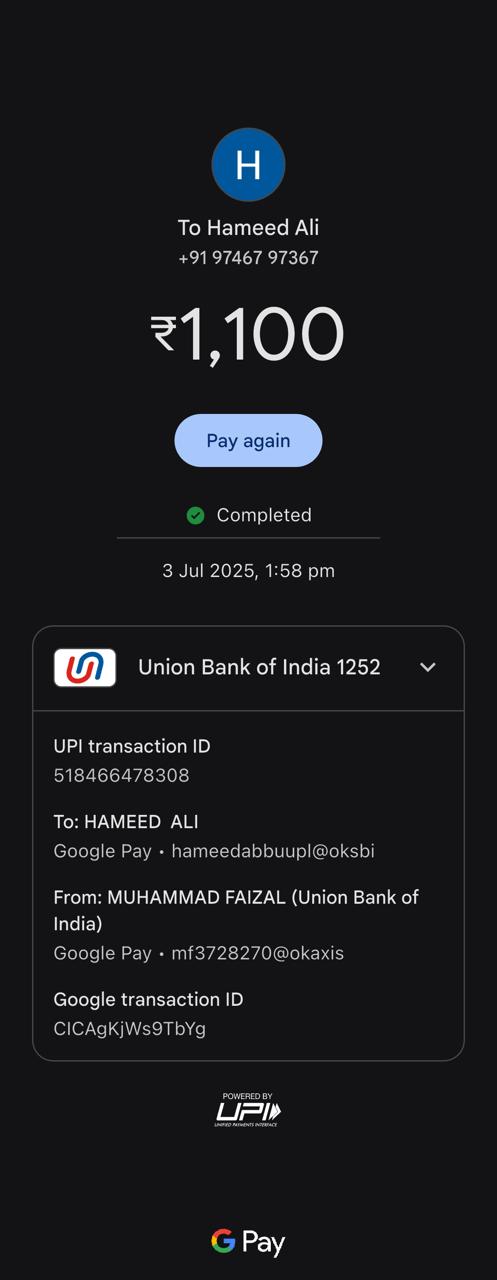 H
To Hameed Ali
+91 97467 97367
₹1,100
Pay again
Completed
3 Jul 2025, 1:58 pm
Union Bank of India 1252
UPI transaction ID
518466478308
To: HAMEED  ALI
Google Pay • hameedabbuupl@oksbi
From: MUHAMMAD FAIZAL (Union Bank of
India)
Google Pay • mf3728270@okaxis
Google transaction ID
CICAgKjWs9TbYg
POWERED BY
UPI
UNIFIED PAYMENTS INTERFACE
G Pay